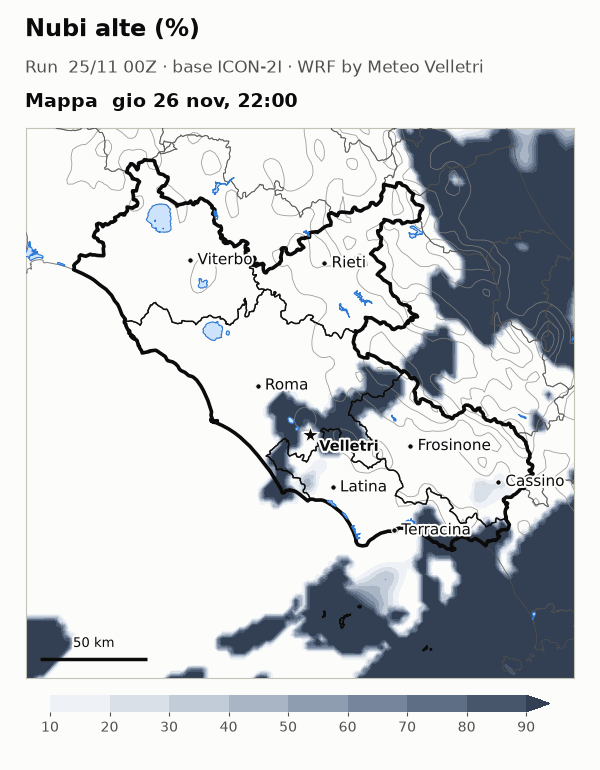 Nubi alte (%)
Run  25/11 00Z · base ICON-2I · WRF by Meteo Velletri
Mappa  gio 26 nov, 22:00
Viterbo
Rieti
Roma
Velletri
Frosinone
Cassino
Latina
Terracina
50 km
10 20 30 40 50 60 70 80 90